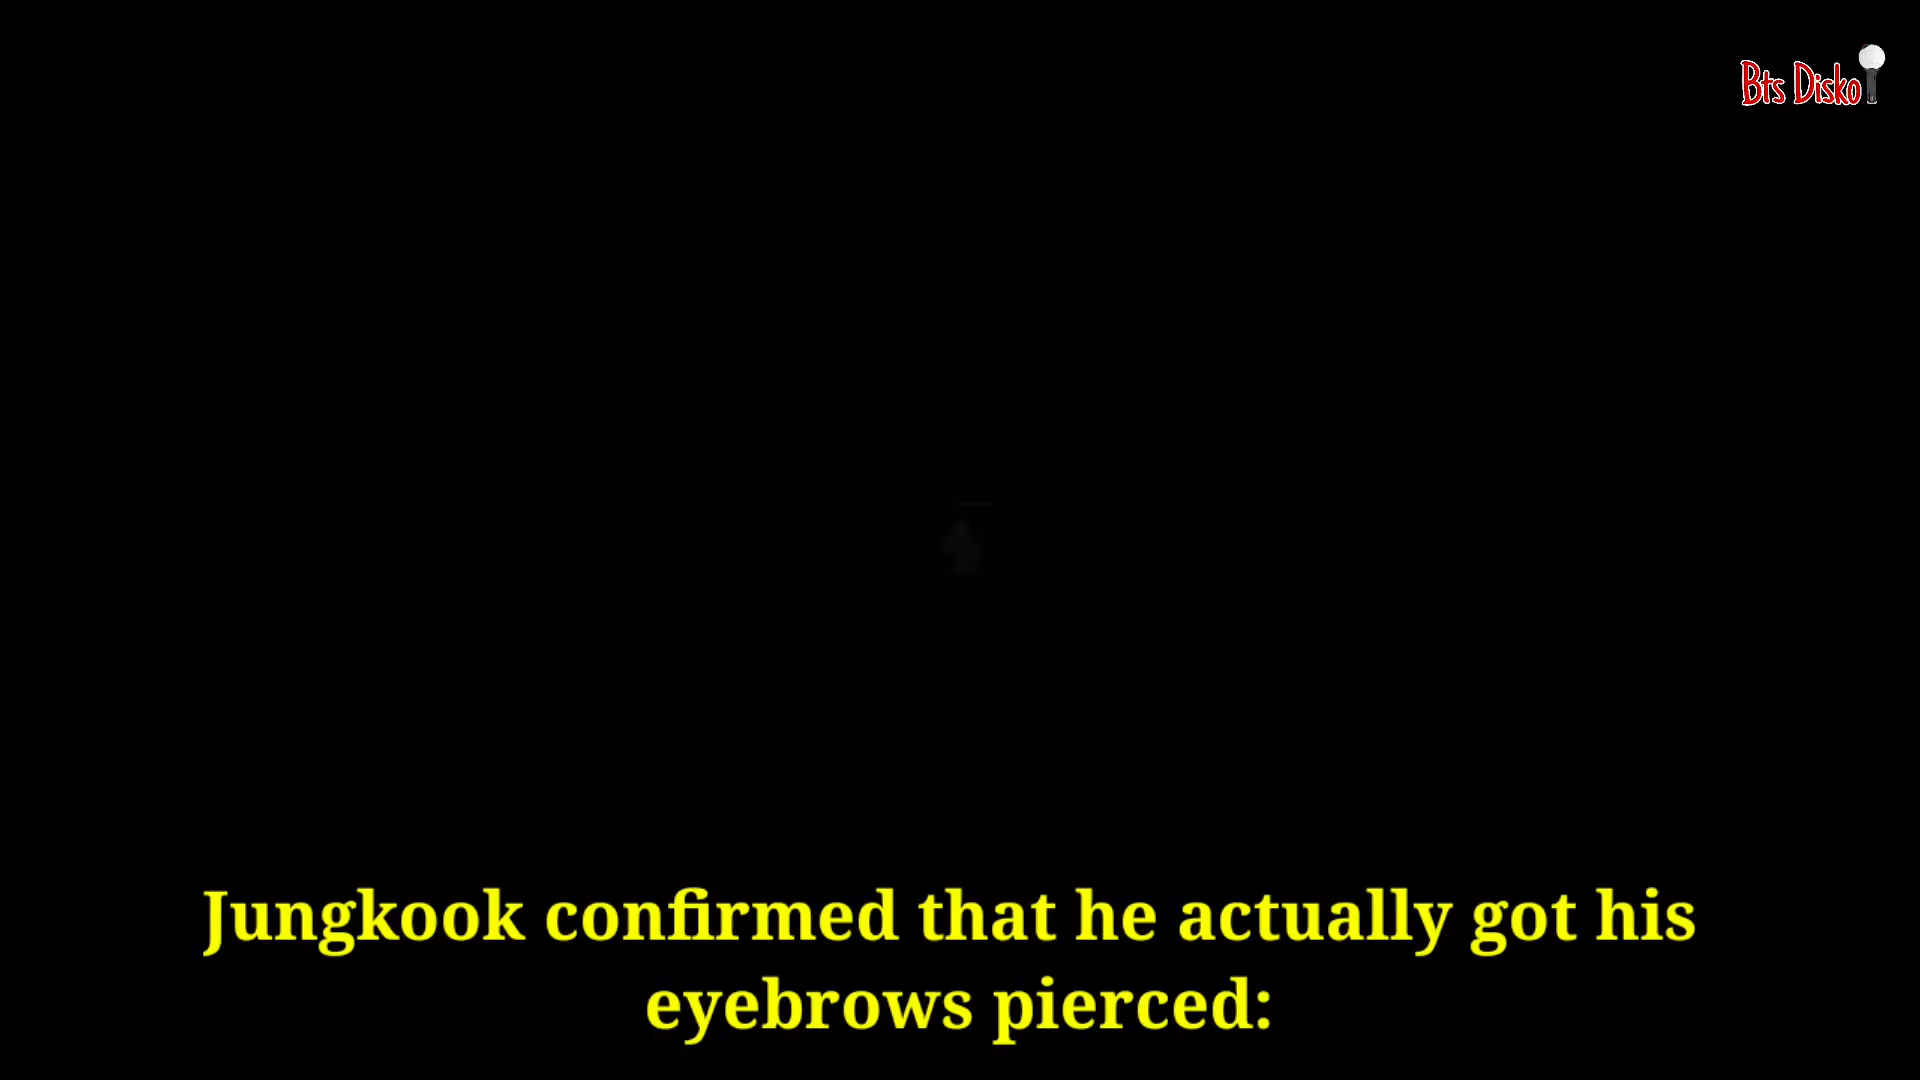 Bts Disko
Jungkook confirmed that he actually got his
eyebrows pierced: